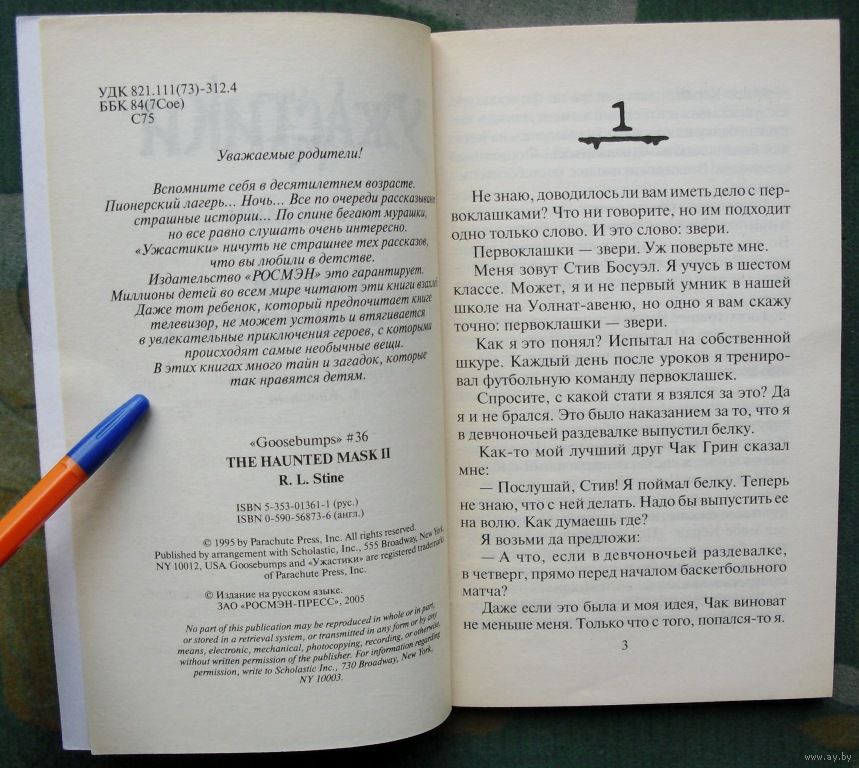 УДК 821.111(73)-312.4
ББК 84(7Сое)
С75
Уважаемые родители!
Вспомните себя в десятилетнем возрасте.
Пионерский лагерь... Ночь... Все по очереди рассказывают
страшные истории... По спине бегают мурашки,
но все равно слушать очень интересно.
«Ужастики» ничуть не страшнее тех рассказов,
что вы любили в детстве.
Издательство «РОСМЭН» это гарантирует.
Миллионы детей во всем мире читают эти книги взахлеб.
Даже тот ребенок, который предпочитает книге
телевизор, не может устоять и втягивается
в увлекательные приключения героев, с которыми
происходят самые необычные вещи.
В этих книгах много тайн и загадок, которые
так нравятся детям.
«Goosebumps» #36
THE HAUNTED MASK II
R. L. Stine
ISBN 5-353-01361-1 (рус.)
ISBN 0-590-56873-6 (англ.)
© 1995 by Parachute Press, Inc. All rights reserved.
Published by arrangement with Scholastic, Inc., 555 Broadway, New York,
NY 10012, USA. Goosebumps and «Ужастики» are registered trademarks
of Parachute Press, Inc.
© Издание на русском языке.
ЗАО «РОСМЭН-ПРЕСС», 2005
No part of this publication may be reproduced in whole or in part,
or stored in a retrieval system, or transmitted in any form or by any
means, electronic, mechanical, photocopying, recording, or otherwise,
without written permission of the publisher. For information regarding
permission, write to Scholastic Inc., 730 Broadway, New York,
NY 10003.
1
Не знаю, доводилось ли вам иметь дело с пер-
воклашками? Что ни говорите, но им подходит
одно только слово. И это слово: звери.
Первоклашки — звери. Уж поверьте мне.
Меня зовут Стив Босуэл. Я учусь в шестом
классе. Может, я и не первый умник в нашей
школе на Уолнат-авеню, но одно я вам скажу
точно: первоклашки — звери.
Как я это понял? Испытал на собственной
шкуре. Каждый день после уроков я трениро-
вал футбольную команду первоклашек.
Спросите, с какой стати я взялся за это? Да
я и не брался. Это было наказанием за то, что я
в девчоночьей раздевалке выпустил белку.
Как-то мой лучший друг Чак Грин сказал
мне:
— Послушай, Стив! Я поймал белку. Теперь
не знаю, что с ней делать. Надо бы выпустить ее
на волю. Как думаешь где?
Я возьми да предложи:
— А что, если в девчоночьей раздевалке,
в четверг, прямо перед началом баскетбольного
матча?
Даже если это была и моя идея, Чак виноват
не меньше меня. Только что с того, попался-то я.
3
www.ay.by